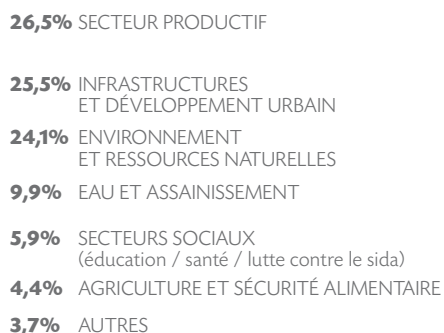 26,5% SECTEUR PRODUCTIF
25,5% INFRASTRUCTURES
ET DÉVELOPPEMENT URBAIN
24,1% ENVIRONNEMENT
ET RESSOURCES NATURELLES
9,9% EAU ET ASSAINISSEMENT
5,9% SECTEURS SOCIAUX
(éducation / santé / lutte contre le sida)
4,4% AGRICULTURE ET SÉCURITÉ ALIMENTAIRE
3,7% AUTRES